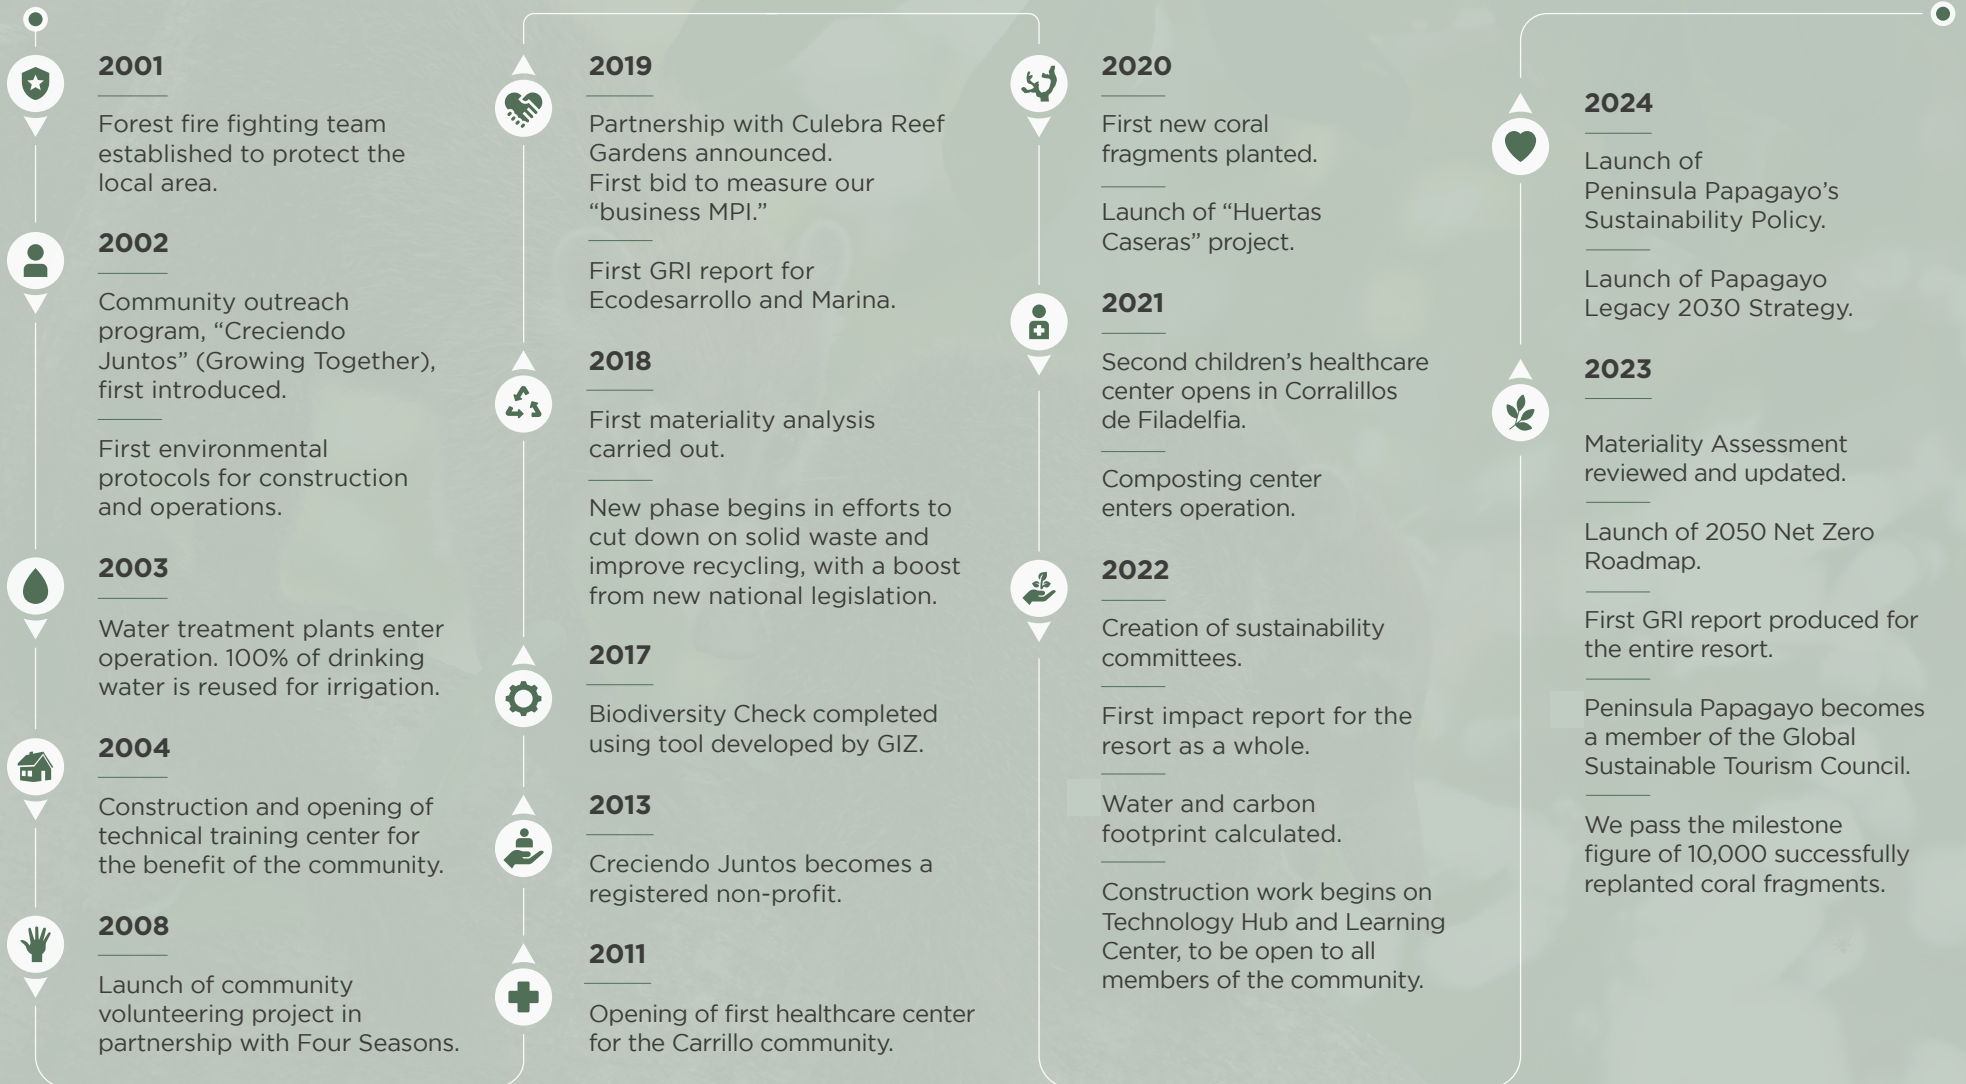 2001
Forest fire fighting team
established to protect the
local area.
2002
Community outreach
program, “Creciendo
Juntos” (Growing Together),
first introduced.
First environmental
protocols for construction
and operations.
2003
Water treatment plants enter
operation. 100% of drinking
water is reused for irrigation.
2004
Construction and opening of
technical training center for
the benefit of the community.
2008
Launch of community
volunteering project in
partnership with Four Seasons.
2011
Opening of first healthcare center
for the Carrillo community.
2013
Creciendo Juntos becomes a
registered non-profit.
2017
Biodiversity Check completed
using tool developed by GIZ.
2018
First materiality analysis
carried out.
New phase begins in efforts to
cut down on solid waste and
improve recycling, with a boost
from new national legislation.
2019
Partnership with Culebra Reef
Gardens announced.
First bid to measure our
“business MPI.”
First GRI report for
Ecodesarrollo and Marina.
2020
First new coral
fragments planted.
Launch of “Huertas
Caseras” project.
2021
Second children’s healthcare
center opens in Corralillos
de Filadelfia.
Composting center
enters operation.
2022
Creation of sustainability
committees.
First impact report for the
resort as a whole.
Water and carbon
footprint calculated.
Construction work begins on
Technology Hub and Learning
Center, to be open to all
members of the community.
2023
Materiality Assessment
reviewed and updated.
Launch of 2050 Net Zero
Roadmap.
First GRI report produced for
the entire resort.
Peninsula Papagayo becomes
a member of the Global
Sustainable Tourism Council.
We pass the milestone
figure of 10,000 successfully
replanted coral fragments.
2024
Launch of
Peninsula Papagayo’s
Sustainability Policy.
Launch of Papagayo
Legacy 2030 Strategy.